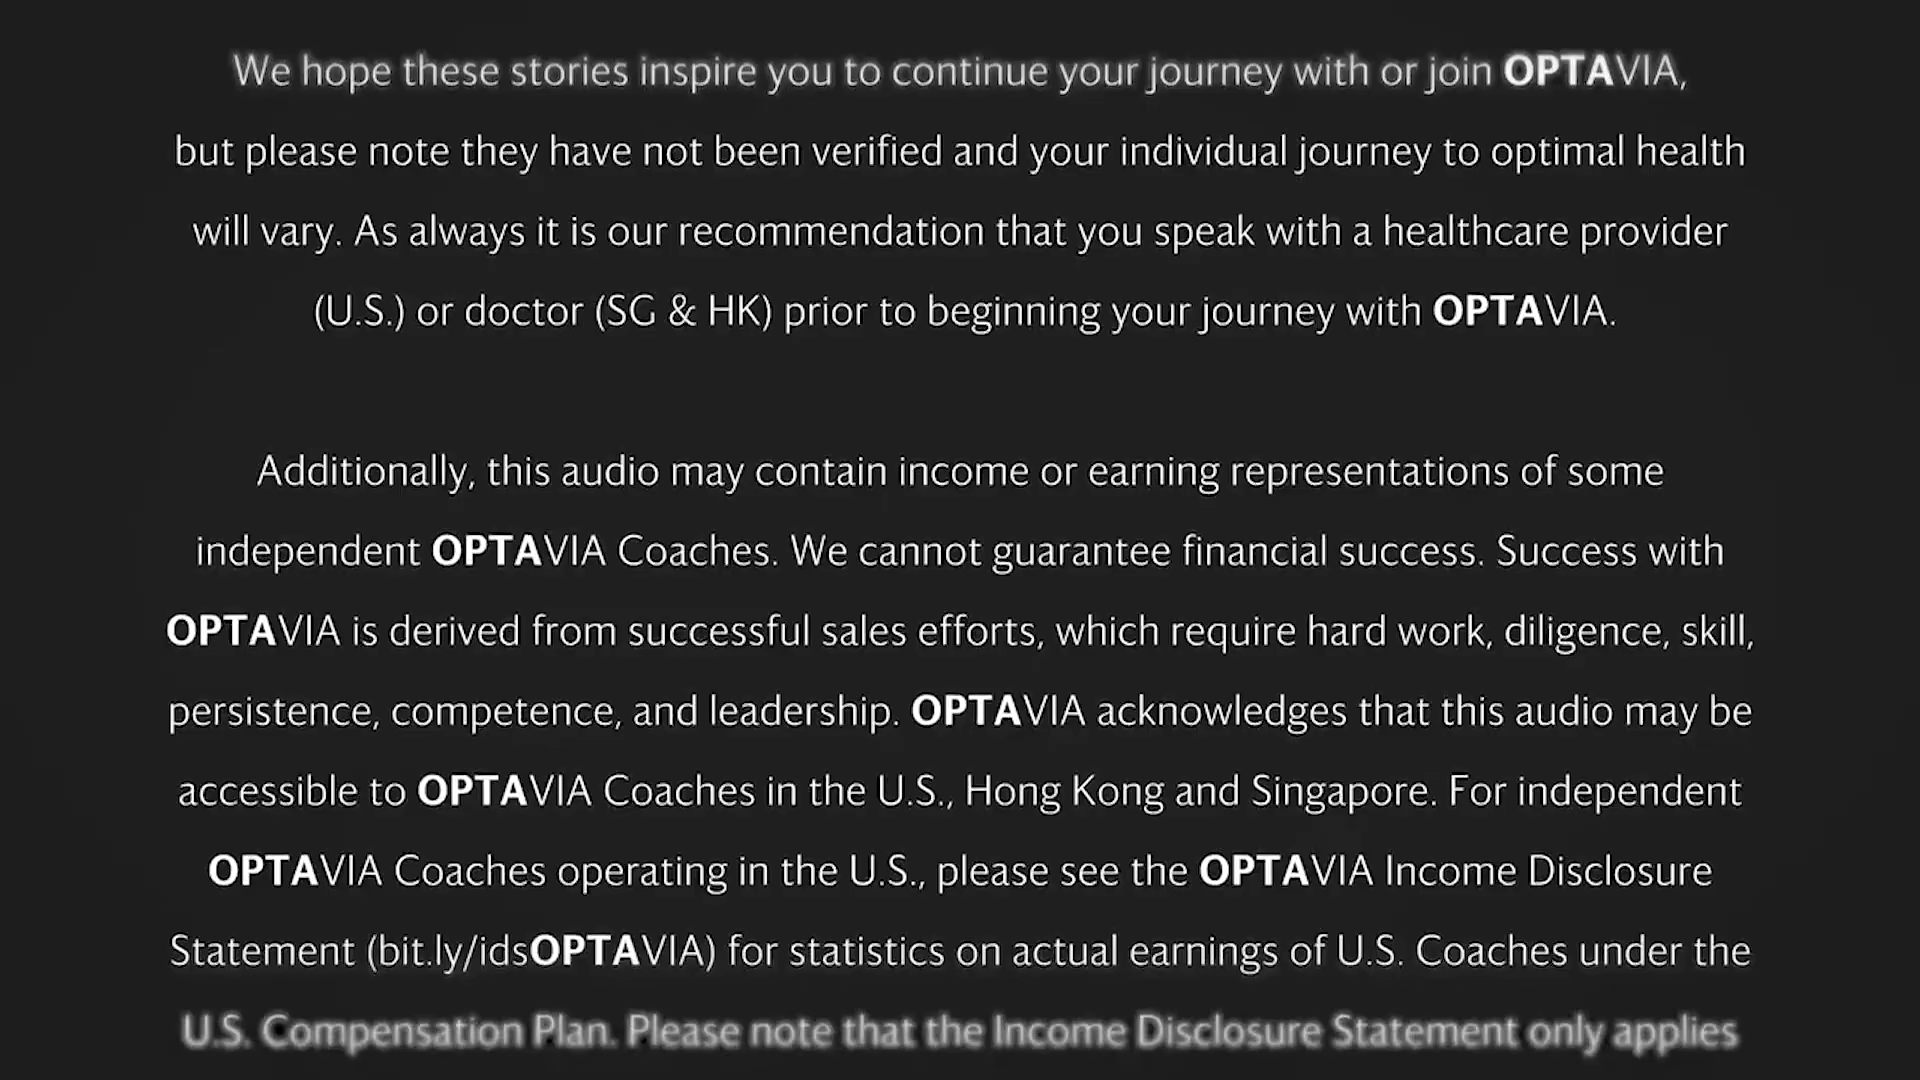 We hope these stories inspire you to continue your journey with or join OPTAVIA,
but please note they have not been verified and your individual journey to optimal health
will vary. As always it is our recommendation that you speak with a healthcare provider
(U.S.) or doctor (SG & HK) prior to beginning your journey with OPTAVIA.
Additionally, this audio may contain income or earning representations of some
independent OPTAVIA Coaches. We cannot guarantee financial success. Success with
OPTAVIA is derived from successful sales efforts, which require hard work, diligence, skill,
persistence, competence, and leadership. OPTAVIA acknowledges that this audio may be
accessible to OPTAVIA Coaches in the U.S., Hong Kong and Singapore. For independent
OPTAVIA Coaches operating in the U.S., please see the OPTAVIA Income Disclosure
Statement (bit.ly/idsOPTAVIA) for statistics on actual earnings of U.S. Coaches under the
U.S. Compensation Plan. Please note that the Income Disclosure Statement only applies